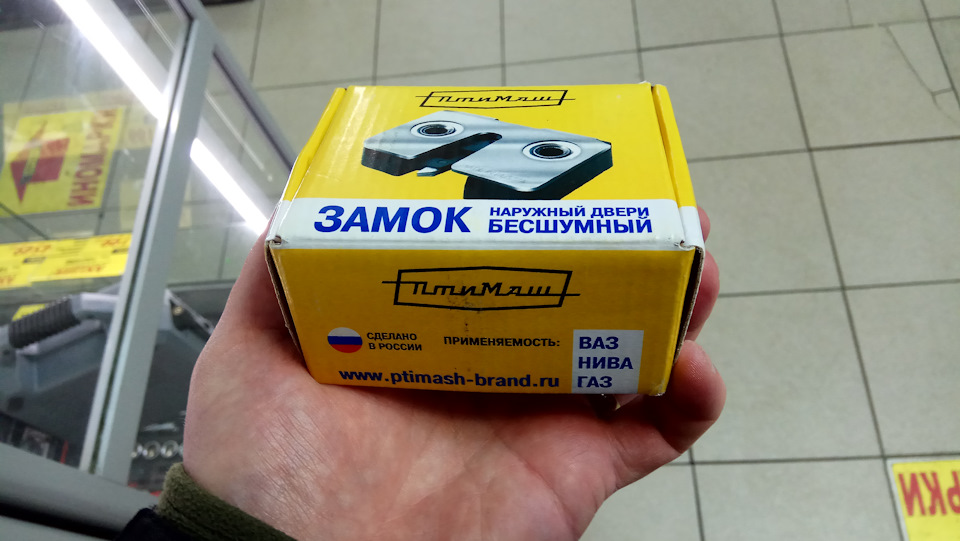 ПтиМаш
ЗАМОК
НАРУЖНЫЙ ДВЕРИ
БЕСШУМНЫЙ
ПтиМаш
СДЕЛАНО
В РОССИИ
ПРИМЕНЯЕМОСТЬ:
ВАЗ
НИВА
ГАЗ
www.ptimash-brand.ru